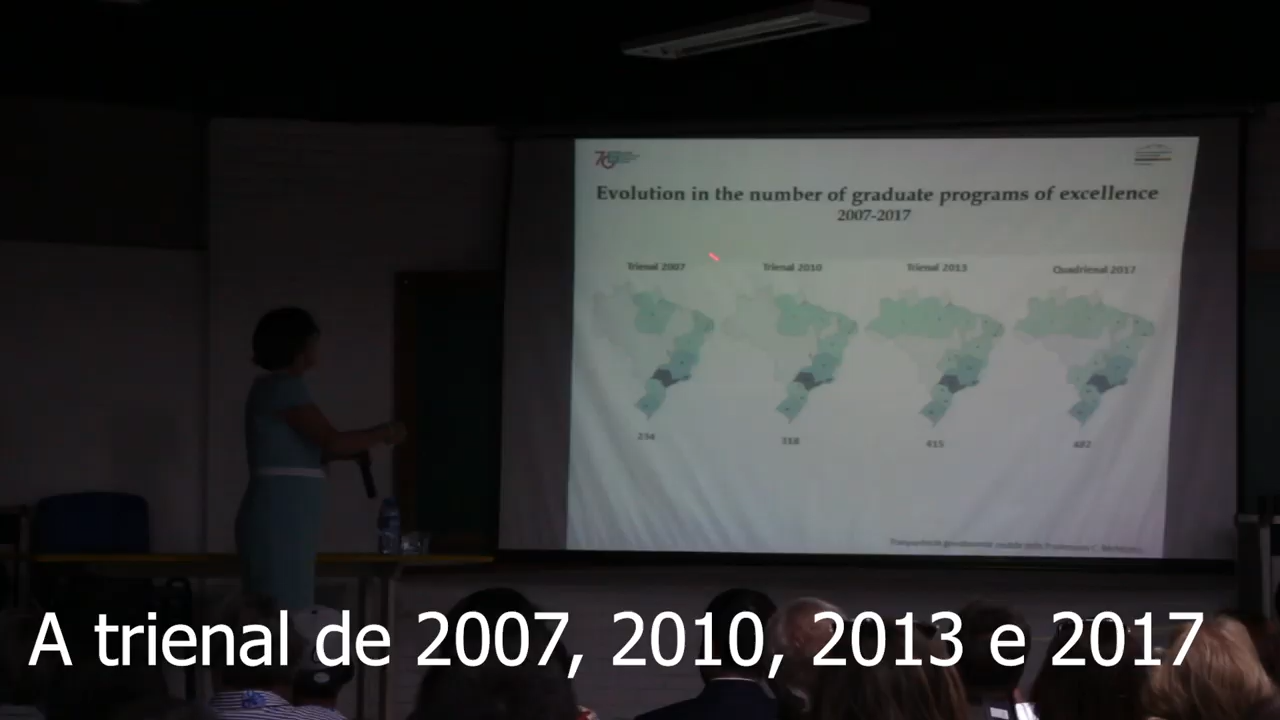 Evolution in the number of graduate programs of excellence
2007-2017
Trienal 2007
Trienal 2010
Trienal 2013
Quadrienal 2017
318
415
A trienal de 2007, 2010, 2013 e 2017